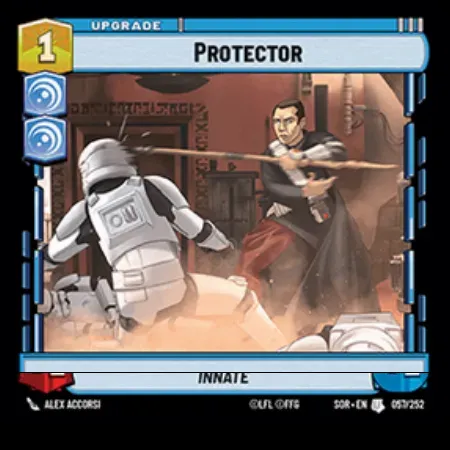 UPGRADE
1
PROTECTOR
INNATE
ALEX ACCORSI
©LFL ©FFG
SOR • EN
057/252